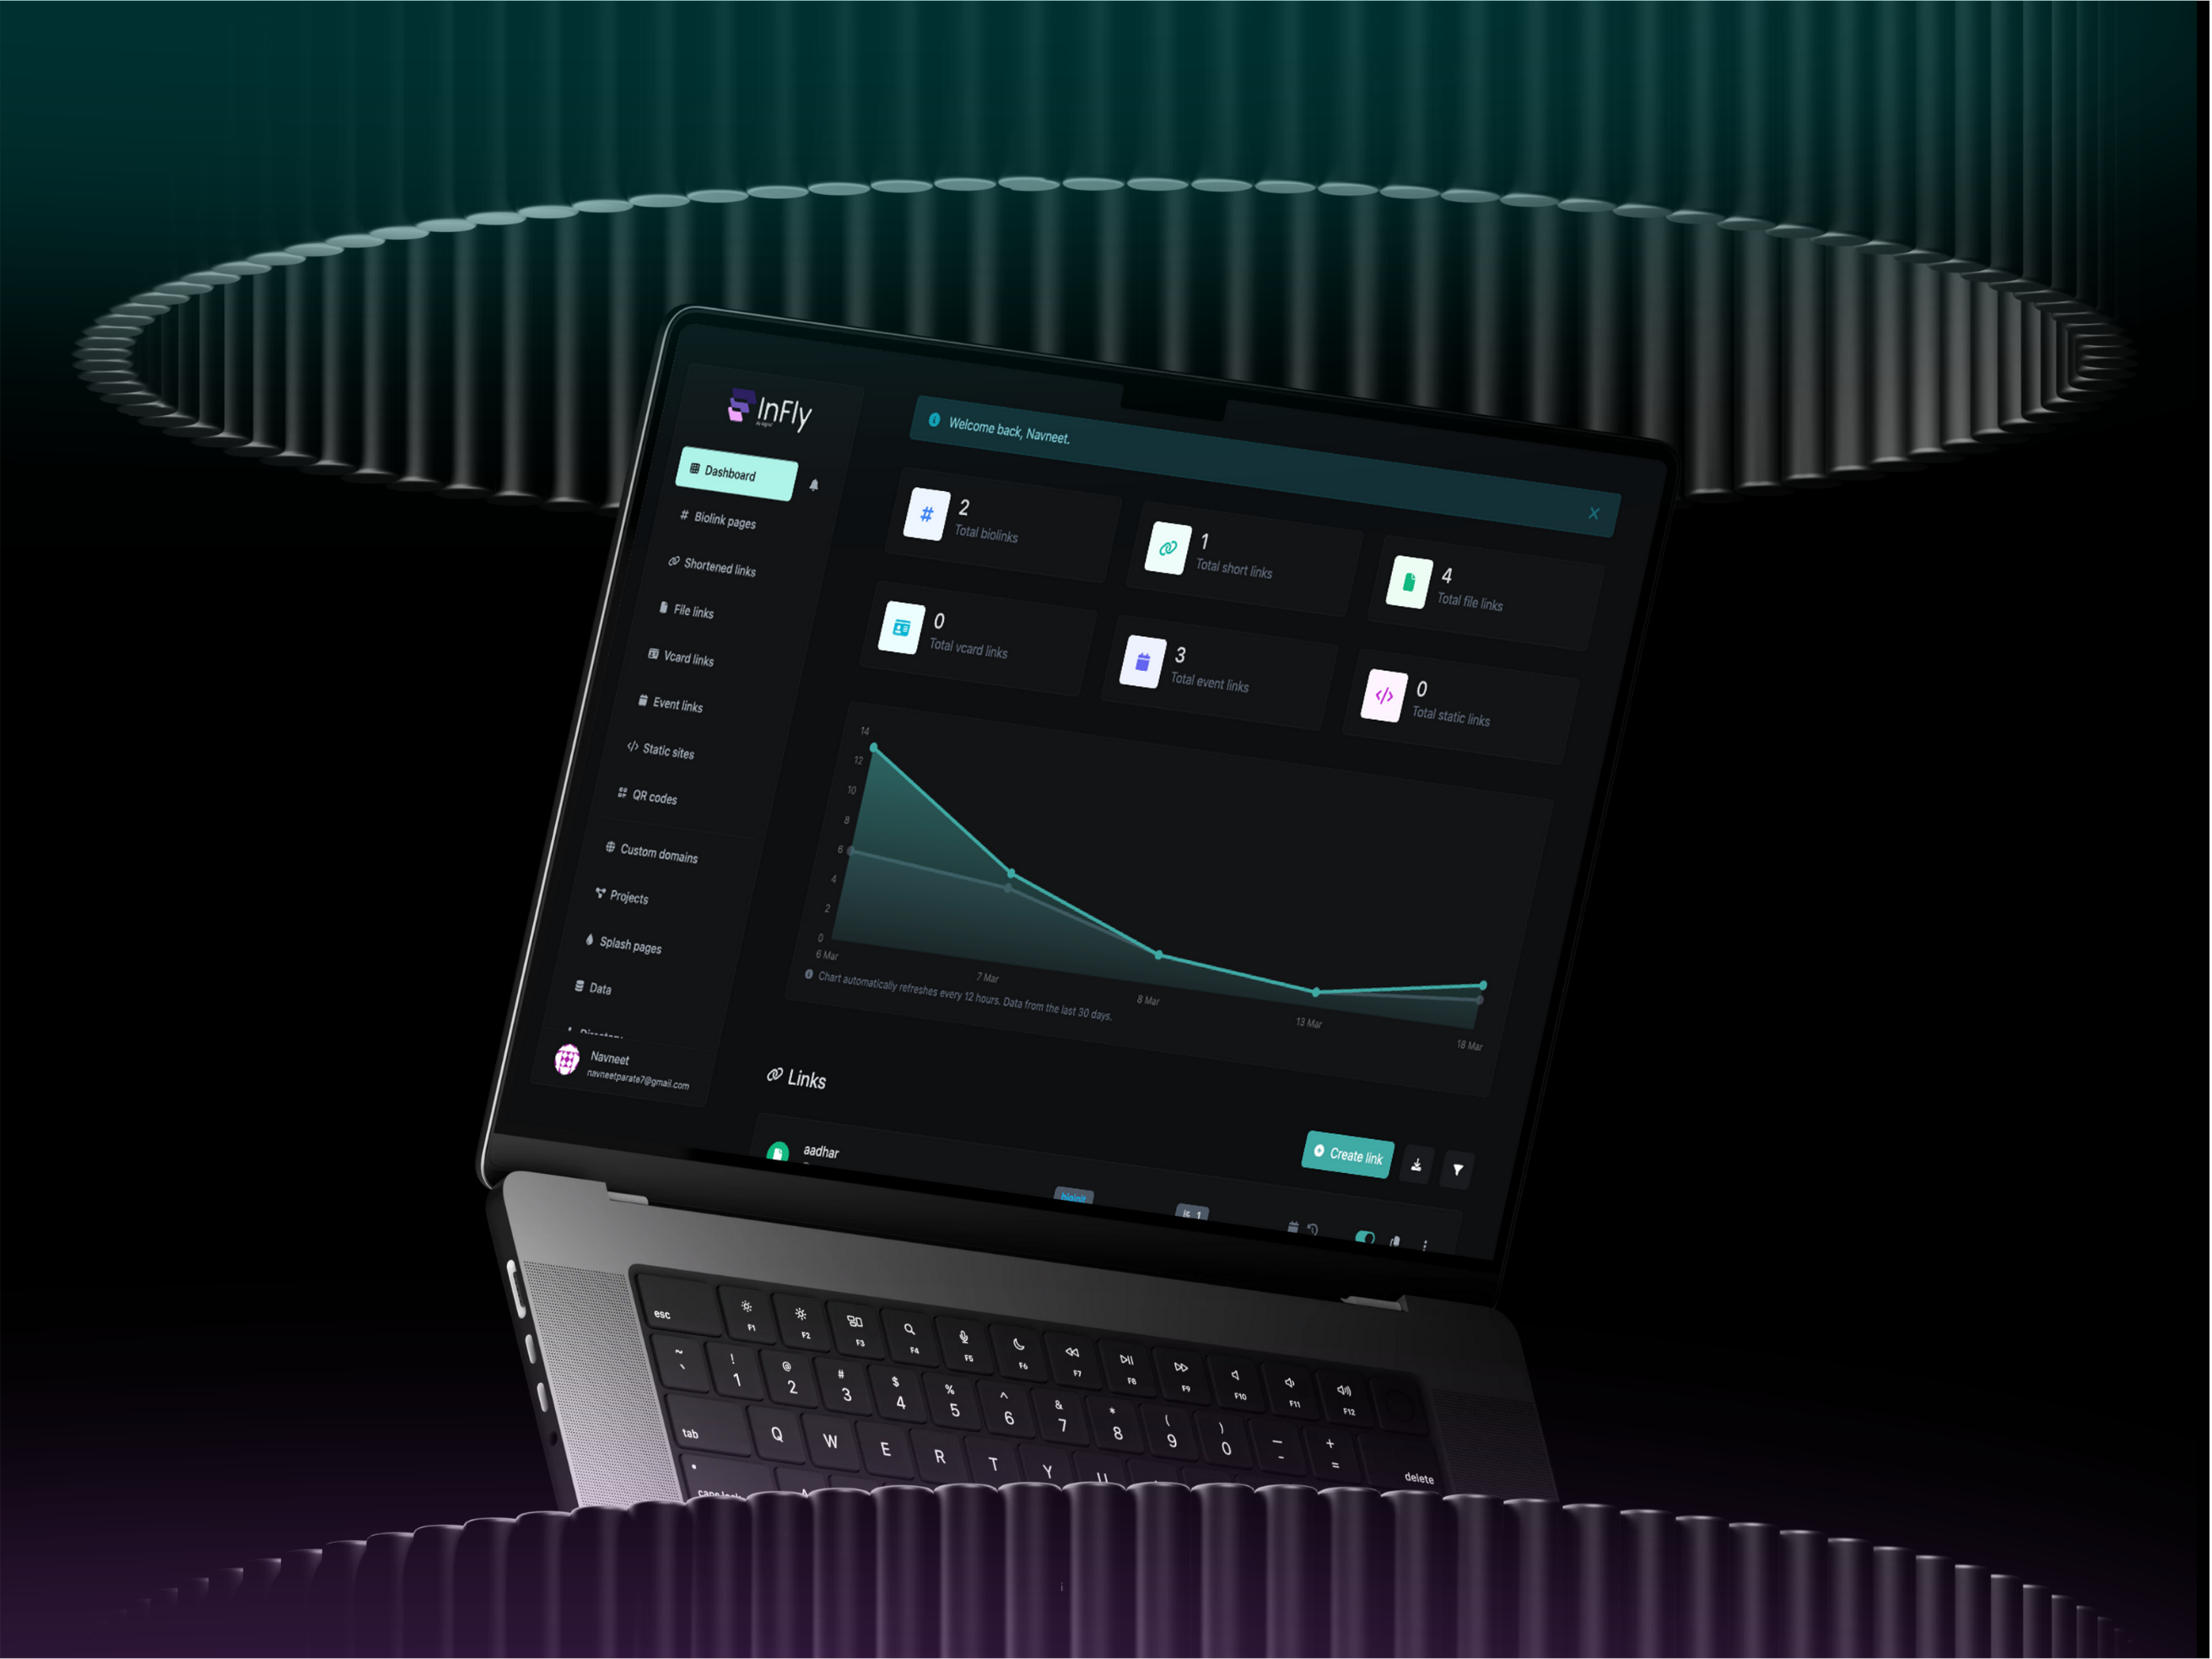 InFly
Dashboard
Biolink pages
Shortened links
File links
Vcard links
Event links
Static sites
QR codes
Custom domains
Projects
Splash pages
Data
Navneet
navneetparate7@gmail.com
Welcome back, Navneet.
2
Total biolinks
1
Total short links
4
Total file links
0
Total vcard links
3
Total event links
0
Total static links
14
12
10
8
6
4
2
0
6 Mar
7 Mar
8 Mar
13 Mar
18 Mar
Chart automatically refreshes every 12 hours. Data from the last 30 days.
Links
Create link
aadhar
1
esc
F1 F2 F3 F4 F5 F6 F7 F8 F9 F10 F11 F12
~ ! @ # $ % ^ & * ( ) — +
` 1 2 3 4 5 6 7 8 9 0 - =
delete
tab Q W E R T Y U